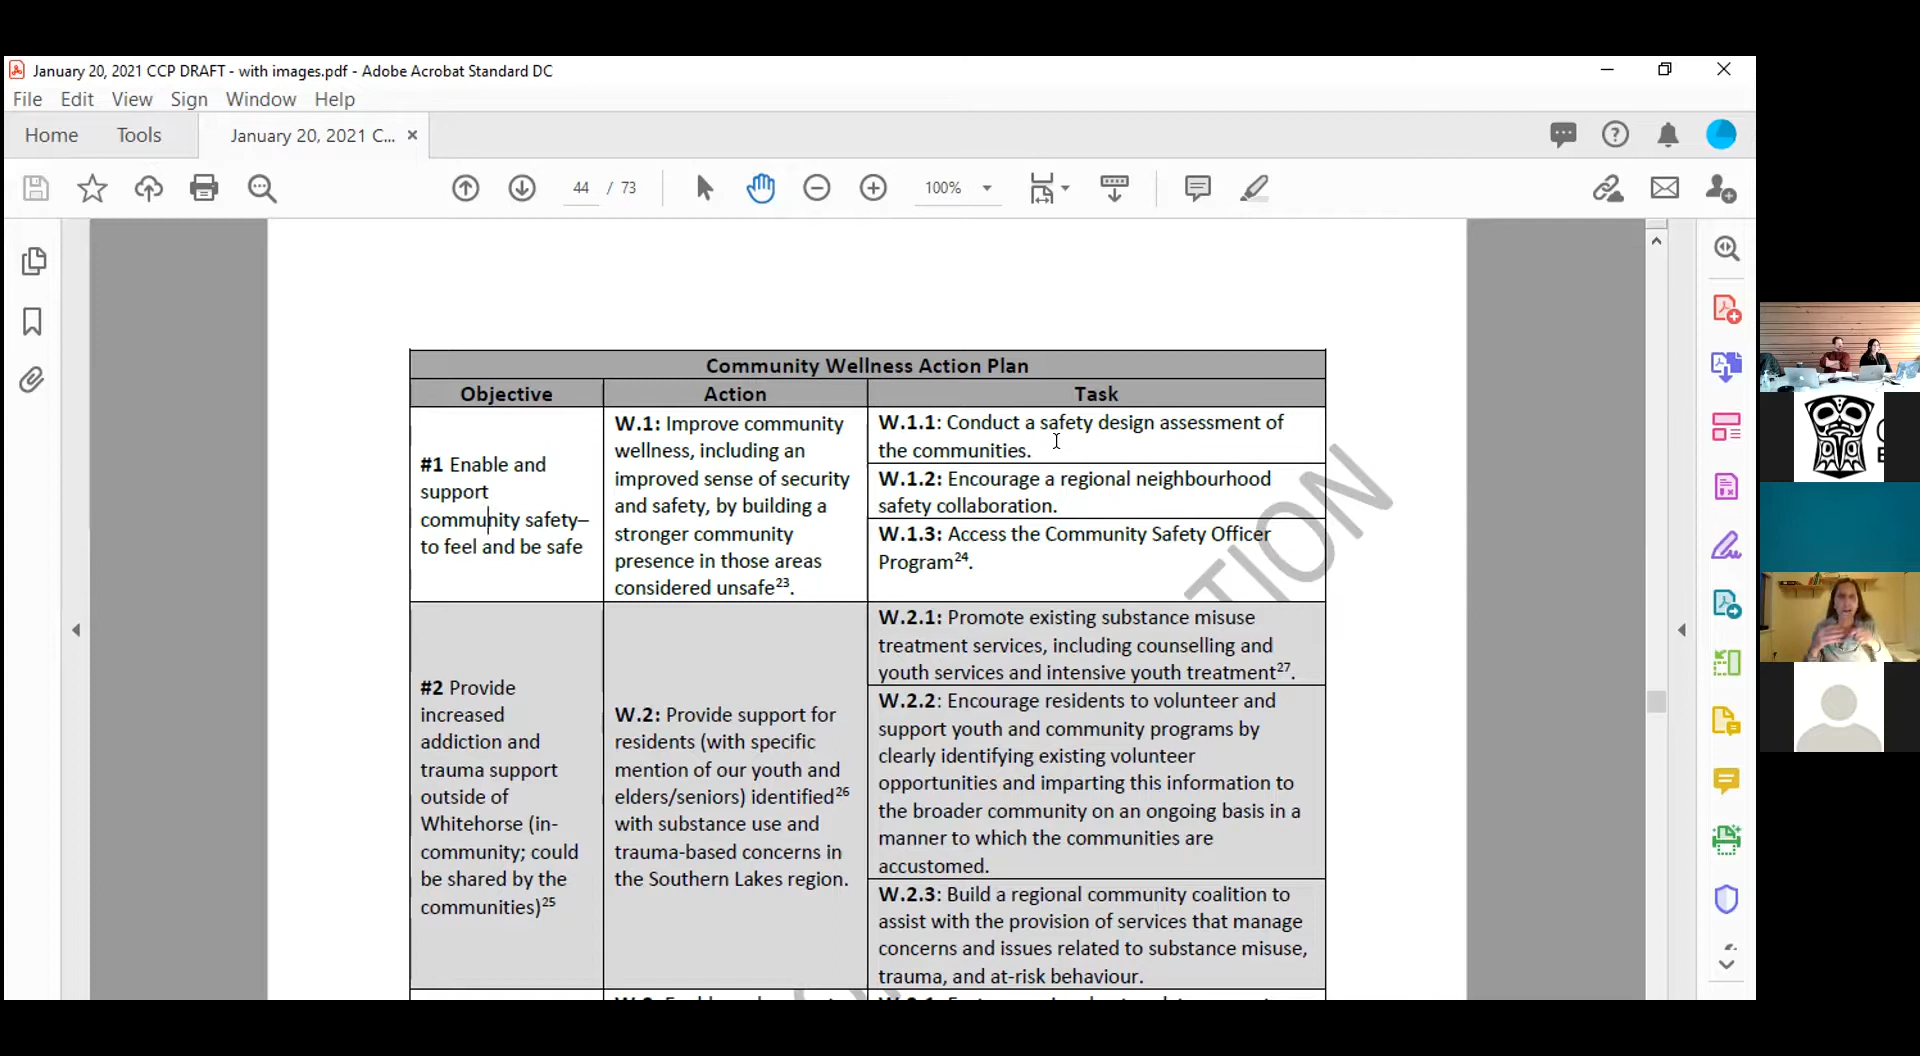 January 20, 2021 CCP DRAFT - with images.pdf - Adobe Acrobat Standard DC
File Edit View Sign Window Help
Home Tools January 20, 2021 C... ×
44 / 73 100%
Community Wellness Action Plan
Objective Action Task
#1 Enable and
support
community safety–
to feel and be safe
W.1: Improve community
wellness, including an
improved sense of security
and safety, by building a
stronger community
presence in those areas
considered unsafe23.
W.1.1: Conduct a safety design assessment of
the communities.
W.1.2: Encourage a regional neighbourhood
safety collaboration.
W.1.3: Access the Community Safety Officer
Program24.
#2 Provide
increased
addiction and
trauma support
outside of
Whitehorse (in-
community; could
be shared by the
communities)25
W.2: Provide support for
residents (with specific
mention of our youth and
elders/seniors) identified26
with substance use and
trauma-based concerns in
the Southern Lakes region.
W.2.1: Promote existing substance misuse
treatment services, including counselling and
youth services and intensive youth treatment27.
W.2.2: Encourage residents to volunteer and
support youth and community programs by
clearly identifying existing volunteer
opportunities and imparting this information to
the broader community on an ongoing basis in a
manner to which the communities are
accustomed.
W.2.3: Build a regional community coalition to
assist with the provision of services that manage
concerns and issues related to substance misuse,
trauma, and at-risk behaviour.
TION